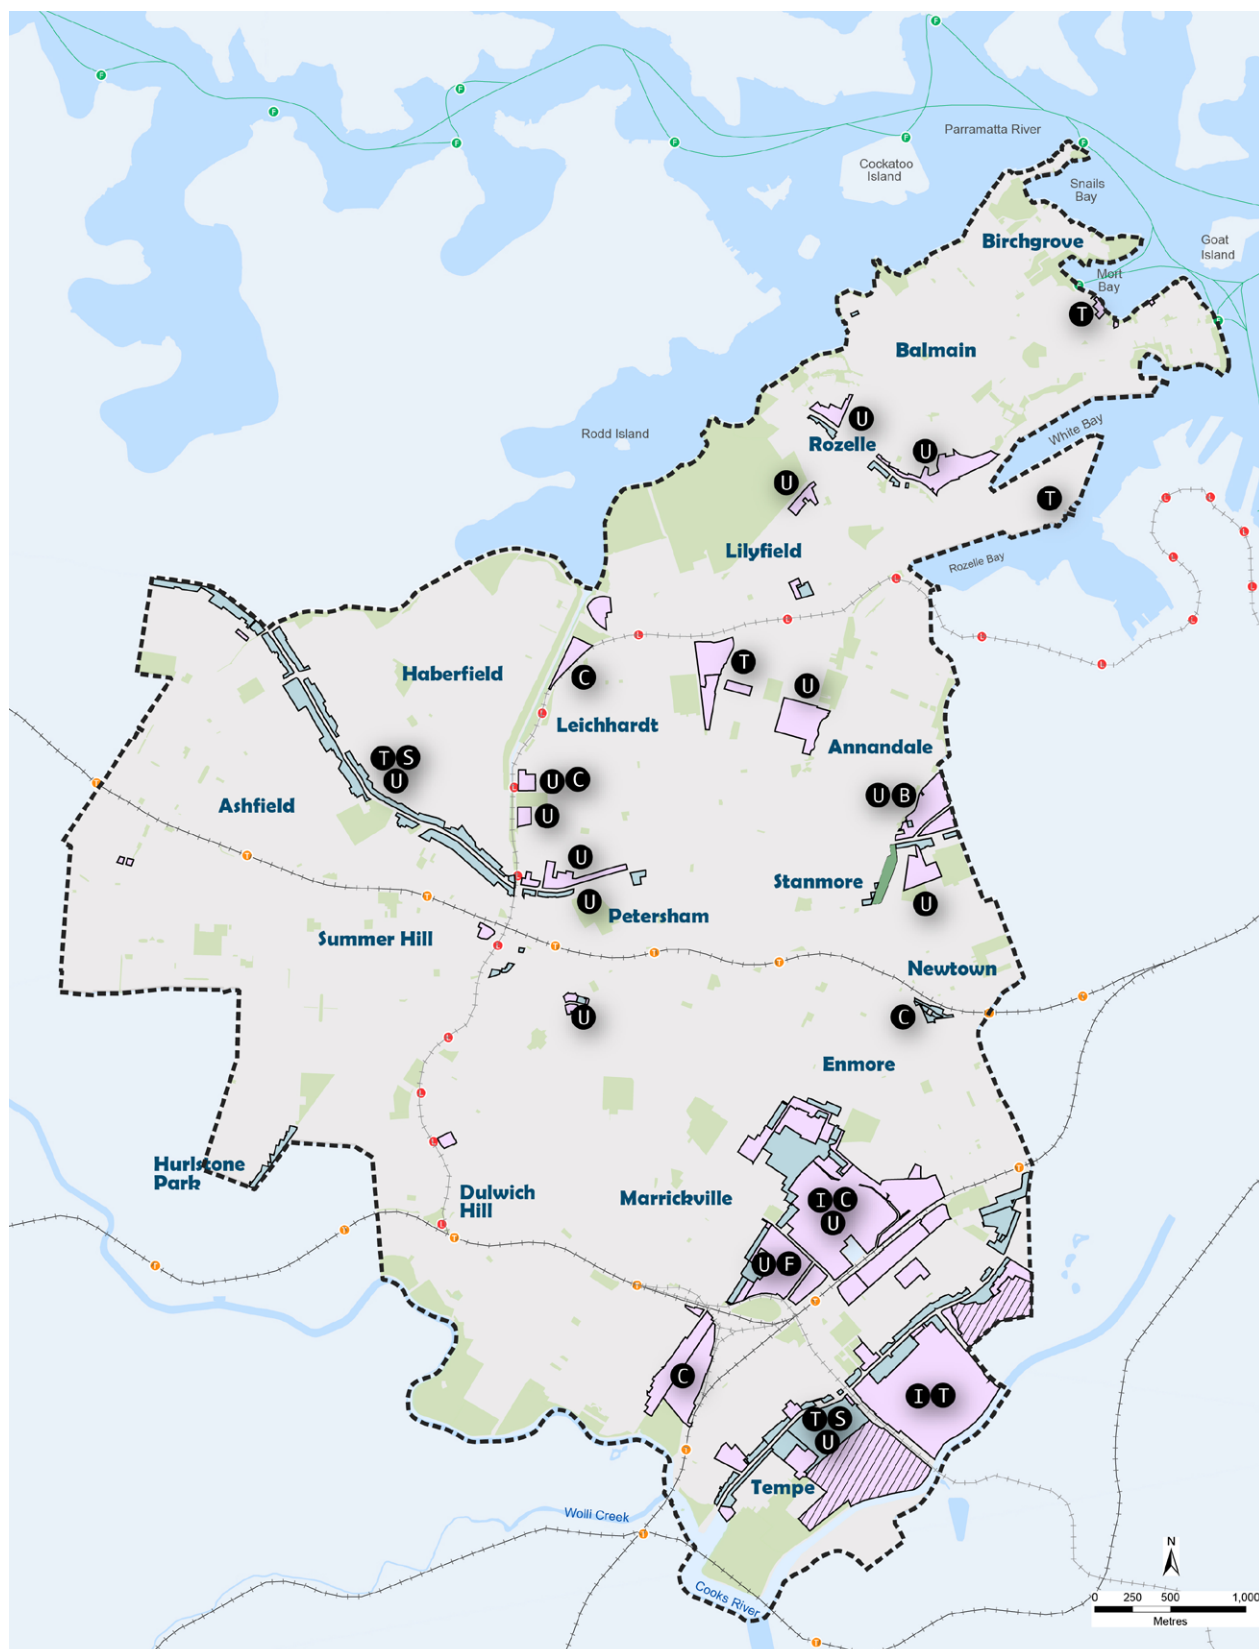 F
F
F
F
F
F
F
F
Parramatta River
Cockatoo
Island
Snails
Bay
Birchgrove
Goat
Island
Mort
Bay
T
Balmain
U
White Bay
Rodd Island
Rozelle
U
U
T
Lilyfield
Rozelle Bay
L
L
L
L
L
L
L
L
L
L
L
Haberfield
C
T
U
Leichhardt
L
Annandale
T S
U
U C
L
U B
T
Ashfield
U
T
U
Stanmore
L
T
U
U
Petersham
Summer Hill
L
T
T
T
Newtown
T
U
C
L
Enmore
L
L
Hurlstone
Park
T
Dulwich
Hill
Marrickville
I C
U
L
T
T
T
U F
T
T
C
I T
T S
U
T
Tempe
Wolli Creek
T
Cooks River
T
N
0 250 500 1,000
Metres